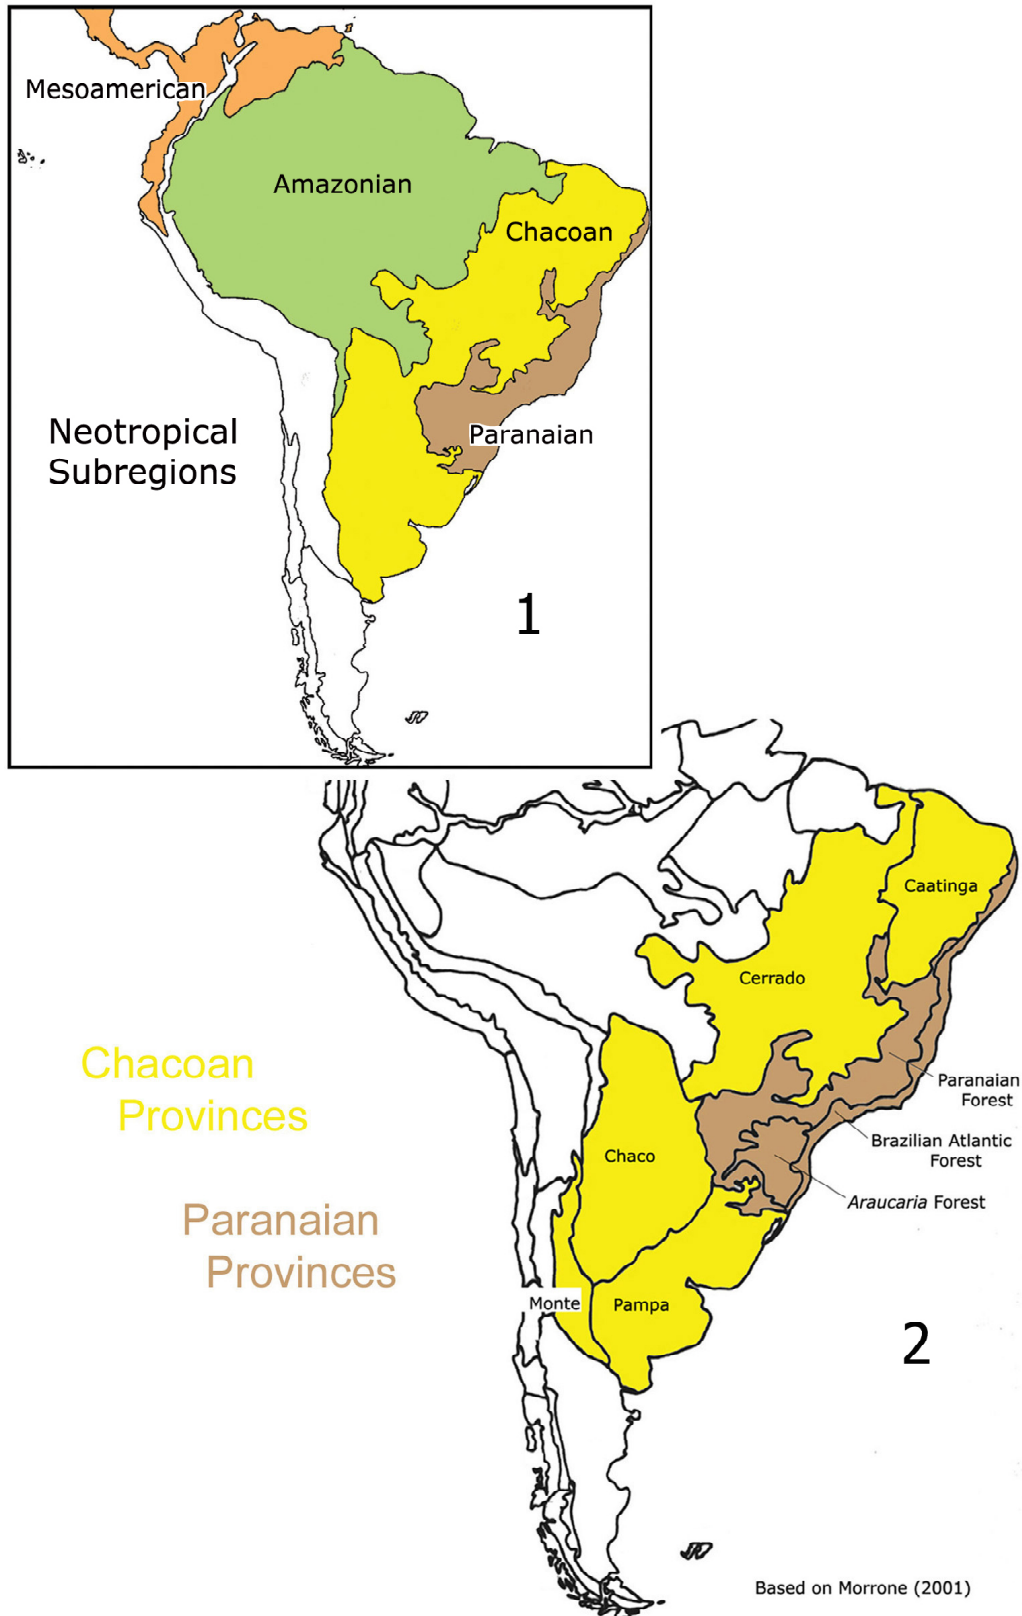 Mesoamerican
Amazonian
Chacoan
Neotropical
Subregions
Paranaian
1
Caatinga
Cerrado
Chacoan
Provinces
Paranaian
Forest
Brazilian Atlantic
Forest
Chaco
Araucaria Forest
Paranaian
Provinces
Monte
Pampa
2
Based on Morrone (2001)